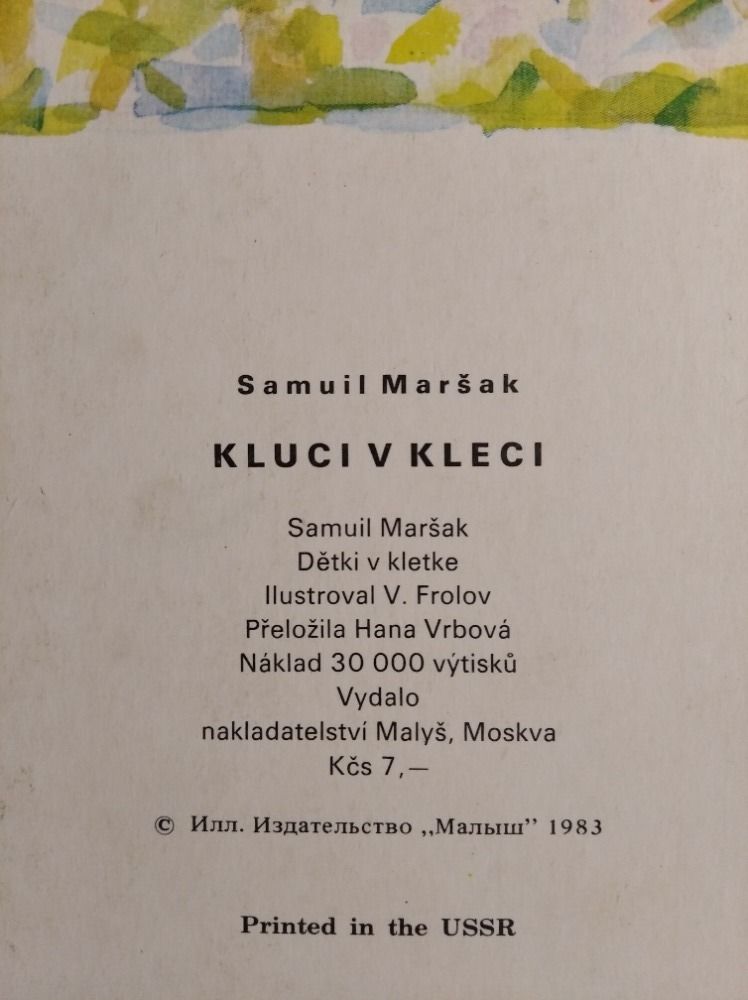 Samuil Maršak
KLUCI V KLECI
Samuil Maršak
Dětki v kletke
Ilustroval V. Frolov
Přeložila Hana Vrbová
Náklad 30 000 výtisků
Vydalo
nakladatelství Malyš, Moskva
Kčs 7,—
© Илл. Издательство „Малыш” 1983
Printed in the USSR